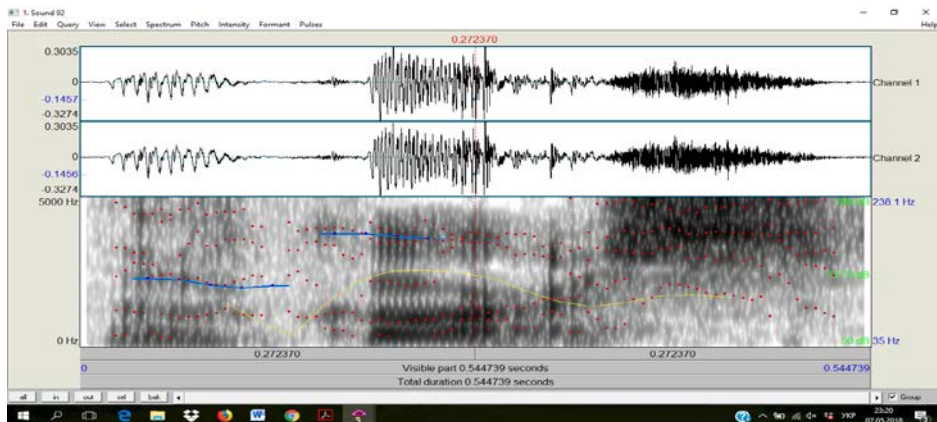 1. Sound 92
File Edit Query View Select Spectrum Pitch Intensity Formant Pulses Help
0.272370
0.3035
0
-0.1457
-0.3274
Channel 1
0.3035
0
-0.1456
-0.3274
Channel 2
5000 Hz
238.1 Hz
0 Hz
35 Hz
0.272370 0.272370
0 Visible part 0.544739 seconds 0.544739
Total duration 0.544739 seconds
all in out sel bak Group
УКР
23:20
07.05.2018